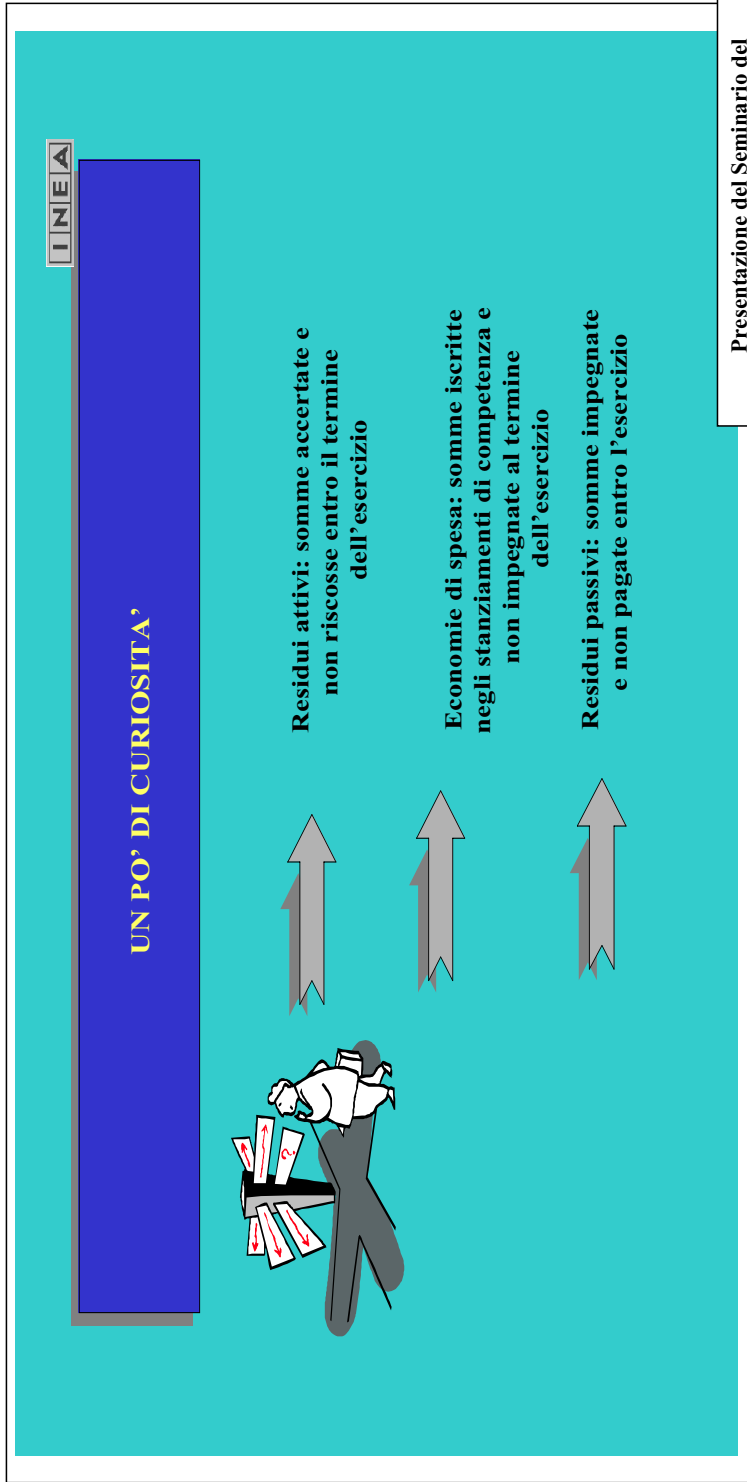 INEA
UN PO’ DI CURIOSITA’
Residui attivi: somme accertate e
non riscosse entro il termine
dell’esercizio
Economie di spesa: somme iscritte
negli stanziamenti di competenza e
non impegnate al termine
dell’esercizio
Residui passivi: somme impegnate
e non pagate entro l’esercizio
?
Presentazione del Seminario del